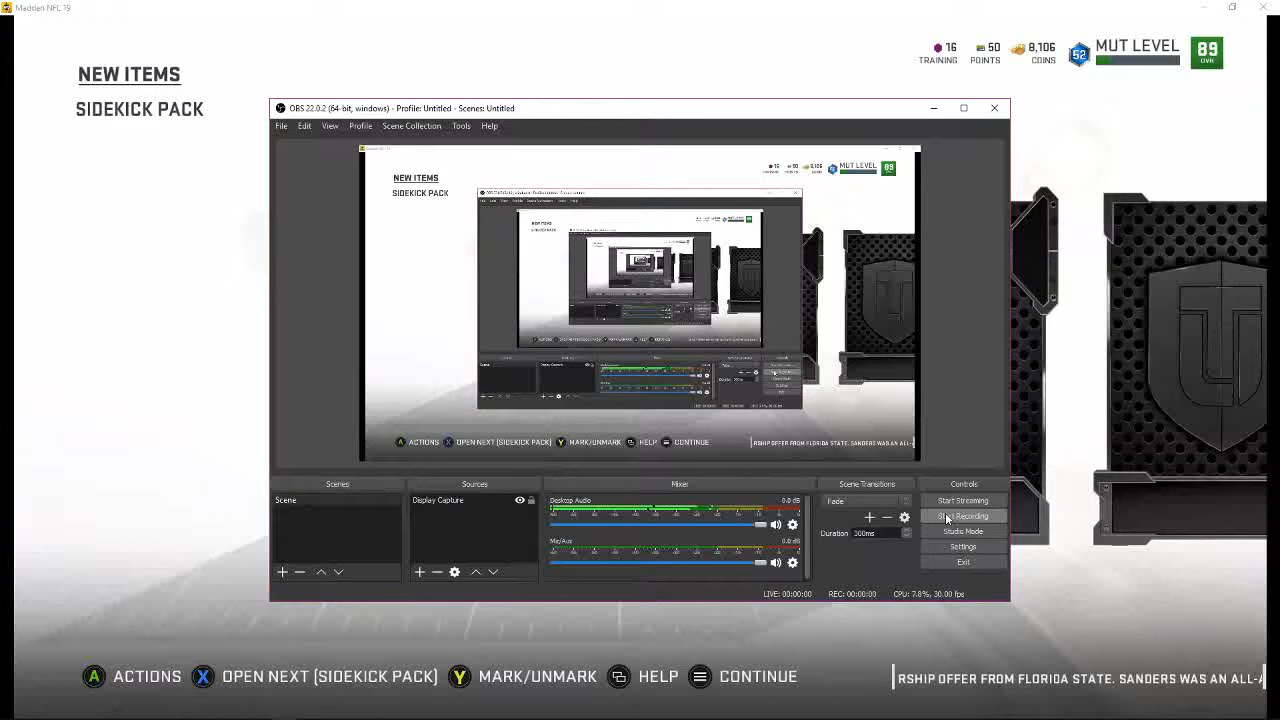 Madden NFL 19
16
50
8,106
TRAINING
POINTS
COINS
52
MUT LEVEL
89
OVR
NEW ITEMS
SIDEKICK PACK
OBS 22.0.2 (64-bit, windows) - Profile: Untitled - Scenes: Untitled
File Edit View Profile Scene Collection Tools Help
NEW ITEMS
SIDEKICK PACK
MUT LEVEL
89
NEW ITEMS
SIDEKICK PACK
A ACTIONS X OPEN NEXT (SIDEKICK PACK) Y MARK/UNMARK HELP CONTINUE
RSHIP OFFER FROM FLORIDA STATE. SANDERS WAS AN ALL-A
Scenes
Sources
Mixer
Scene Transitions
Controls
Scene
Display Capture
Desktop Audio 0.0 dB
Mic/Aux 0.0 dB
Fade
Duration 300ms
Start Streaming
Start Recording
Studio Mode
Settings
Exit
LIVE: 00:00:00 REC: 00:00:00 CPU: 7.8%, 30.00 fps
A ACTIONS X OPEN NEXT (SIDEKICK PACK) Y MARK/UNMARK HELP CONTINUE
RSHIP OFFER FROM FLORIDA STATE. SANDERS WAS AN ALL-A